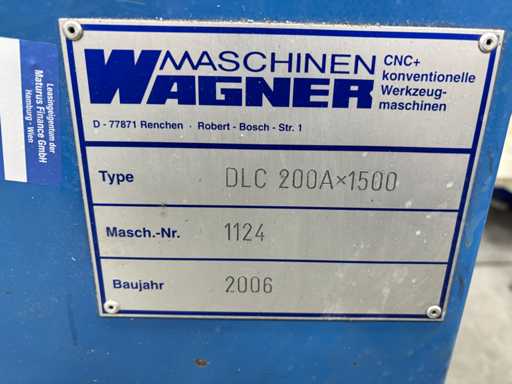 MASCHINEN
WAGNER
CNC+
konventionelle
Werkzeug-
maschinen
D - 77871 Renchen · Robert - Bosch - Str. 1
Type DLC 200A×1500
Masch.-Nr. 1124
Baujahr 2006
Leasingeigentum der
Maturus Finance GmbH
Hamburg - Wien